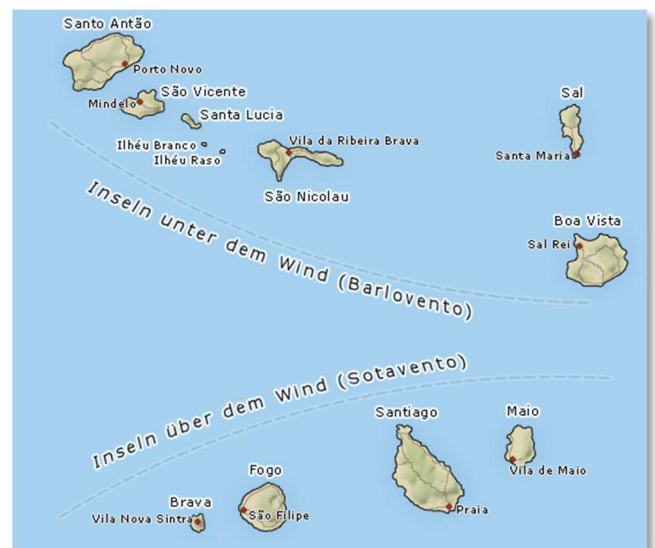 Santo Antão
Porto Novo
São Vicente
Mindelo
Santa Lucia
Ilhéu Branco
Ilhéu Raso
Vila da Ribeira Brava
São Nicolau
Sal
Santa Maria
Boa Vista
Sal Rei
Inseln unter dem Wind (Barlovento)
Inseln über dem Wind (Sotavento)
Santiago
Maio
Vila de Maio
Praia
Fogo
São Filipe
Brava
Vila Nova Sintra